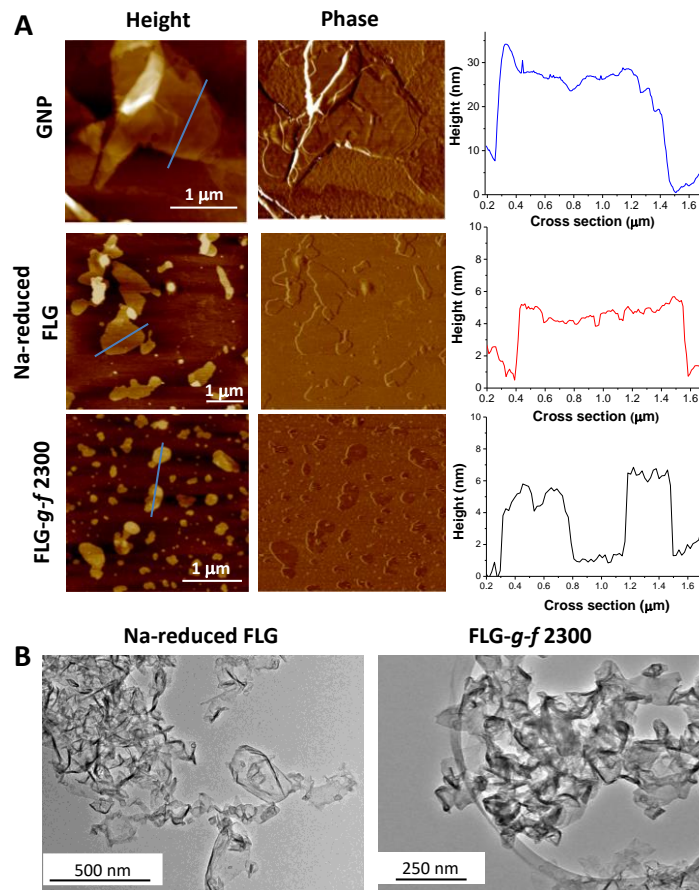 A
Height
Phase
GNP
1 μm
Height (nm)
30
20
10
0
0.2 0.4 0.6 0.8 1.0 1.2 1.4 1.6
Cross section (μm)
Na-reduced
FLG
1 μm
Height (nm)
10
8
6
4
2
0
0.2 0.4 0.6 0.8 1.0 1.2 1.4 1.6
Cross section (μm)
FLG-g-f 2300
1 μm
Height (nm)
10
8
6
4
2
0
0.2 0.4 0.6 0.8 1.0 1.2 1.4 1.6
Cross section (μm)
B
Na-reduced FLG
FLG-g-f 2300
500 nm
250 nm